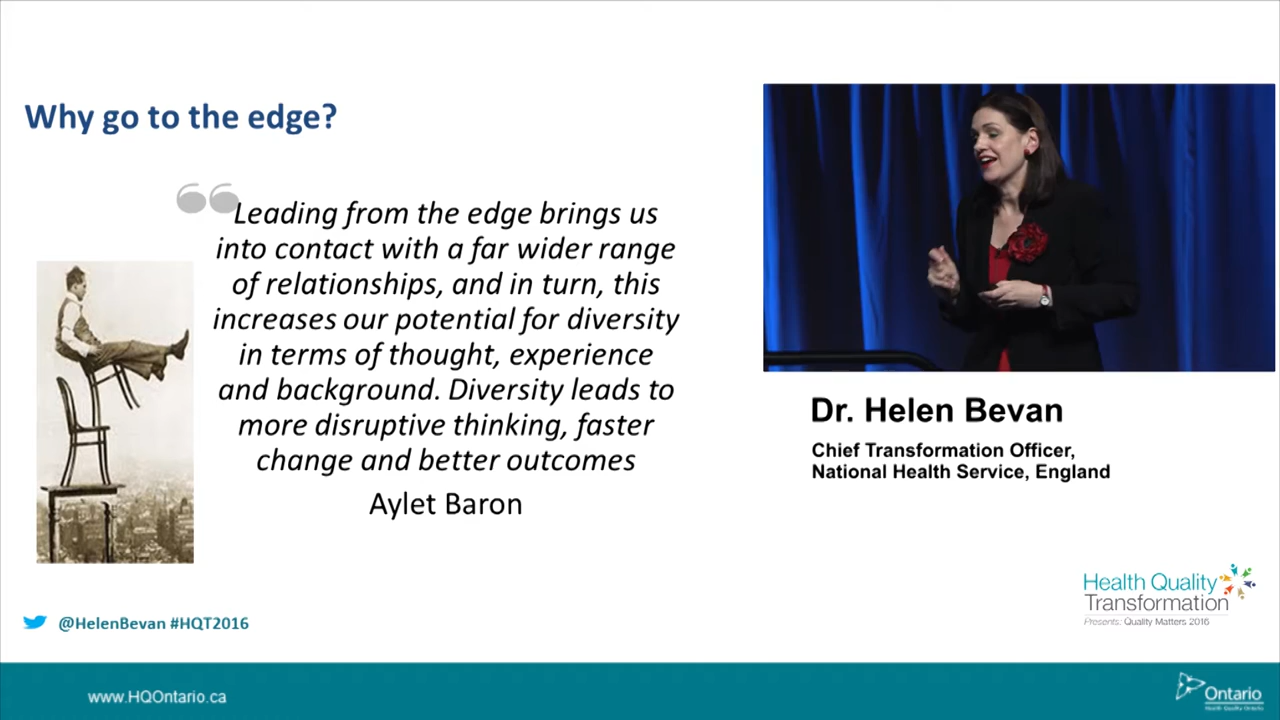 Why go to the edge?
Leading from the edge brings us
into contact with a far wider range
of relationships, and in turn, this
increases our potential for diversity
in terms of thought, experience
and background. Diversity leads to
more disruptive thinking, faster
change and better outcomes
Aylet Baron
@HelenBevan #HQT2016
Dr. Helen Bevan
Chief Transformation Officer,
National Health Service, England
Health Quality
Transformation
Presents: Quality Matters 2016
www.HQOntario.ca
Ontario
Health Quality Ontario